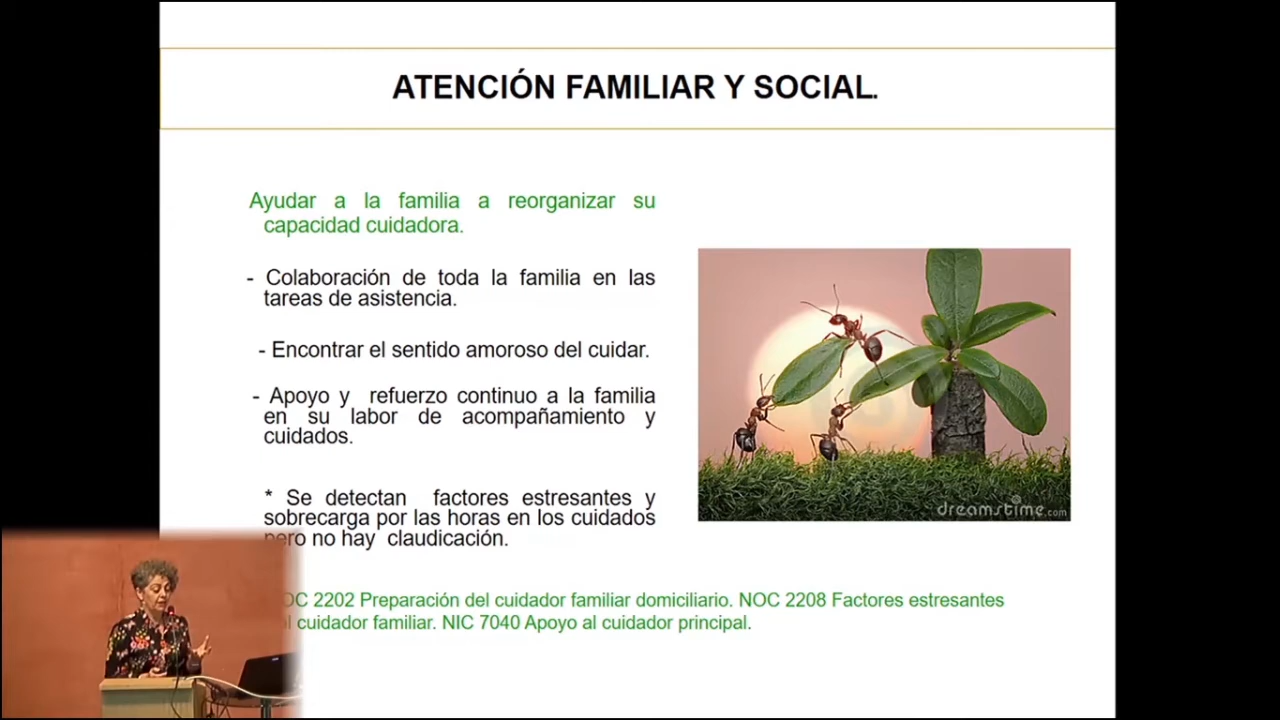 ATENCIÓN FAMILIAR Y SOCIAL.
Ayudar a la familia a reorganizar su
capacidad cuidadora.
- Colaboración de toda la familia en las
tareas de asistencia.
- Encontrar el sentido amoroso del cuidar.
- Apoyo y refuerzo continuo a la familia
en su labor de acompañamiento y
cuidados.
* Se detectan factores estresantes y
sobrecarga por las horas en los cuidados
pero no hay claudicación.
OC 2202 Preparación del cuidador familiar domiciliario. NOC 2208 Factores estresantes
l cuidador familiar. NIC 7040 Apoyo al cuidador principal.
dreamstime.com